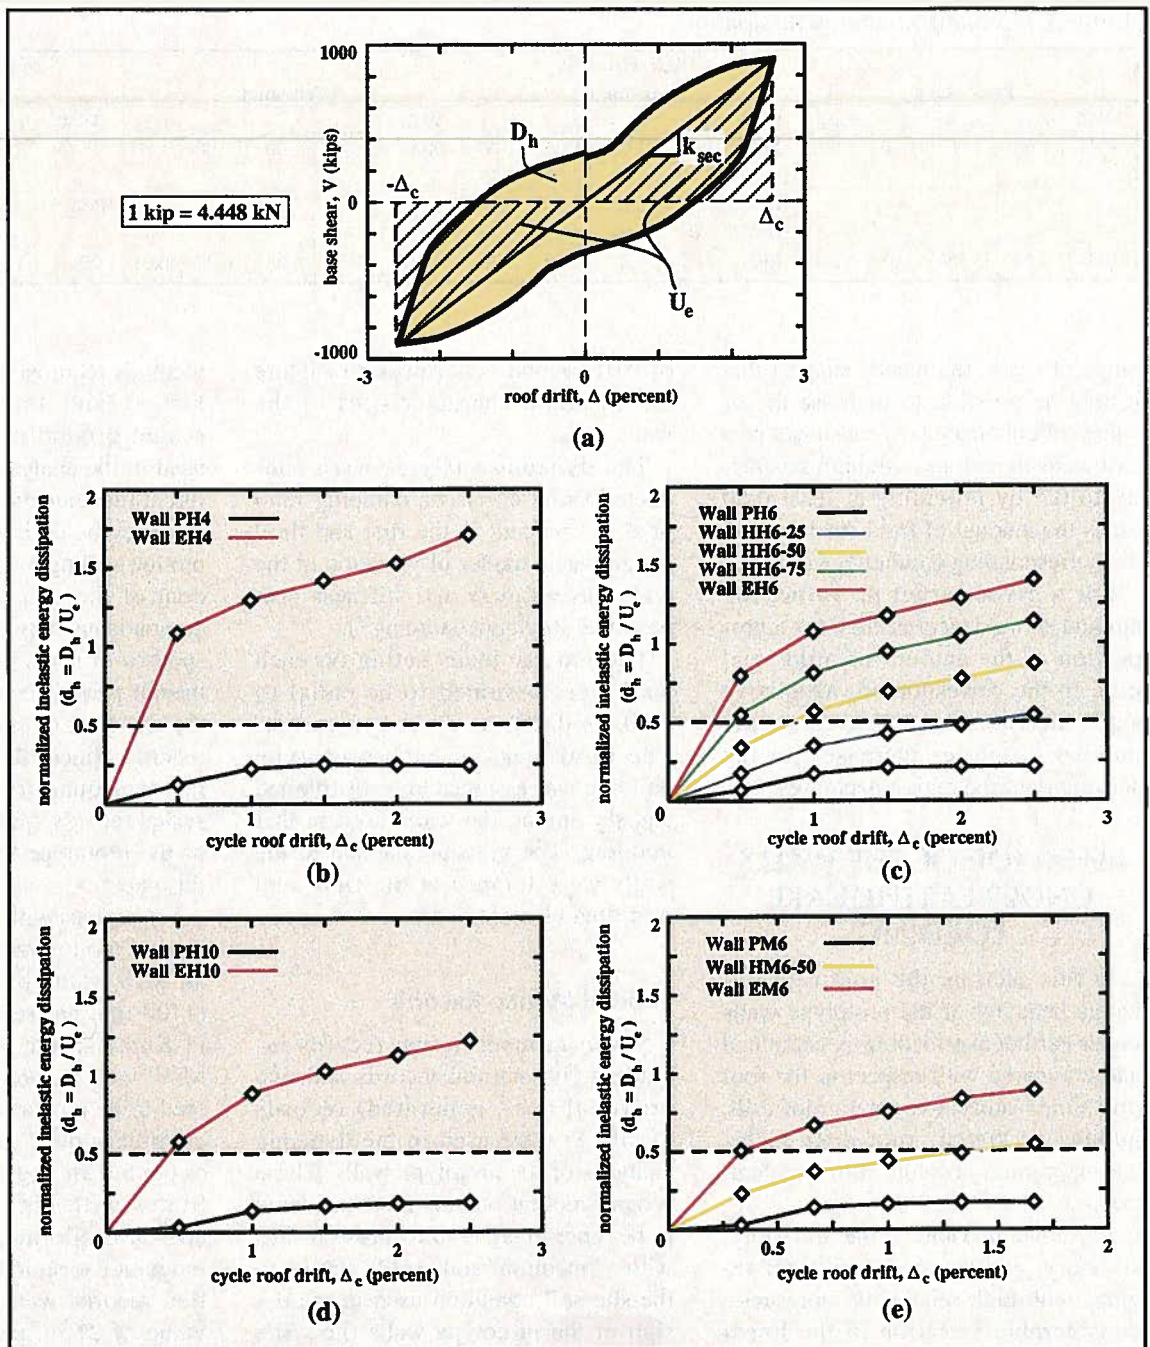 1000
0
-1000
base shear, V (kips)
D_h
k_sec
-Δ_c
Δ_c
U_e
1 kip = 4.448 kN
-3
0
3
roof drift, Δ (percent)
(a)
normalized inelastic energy dissipation
(d_h = D_h / U_e)
2
1.5
1
0.5
Wall PH4
Wall EH4
0
1
2
3
cycle roof drift, Δ_c (percent)
(b)
normalized inelastic energy dissipation
(d_h = D_h / U_e)
2
1.5
1
0.5
Wall PH6
Wall HH6-25
Wall HH6-50
Wall HH6-75
Wall EH6
0
1
2
3
cycle roof drift, Δ_c (percent)
(c)
normalized inelastic energy dissipation
(d_h = D_h / U_e)
2
1.5
1
0.5
Wall PH10
Wall EH10
0
1
2
3
cycle roof drift, Δ_c (percent)
(d)
normalized inelastic energy dissipation
(d_h = D_h / U_e)
2
1.5
1
0.5
Wall PM6
Wall HM6-50
Wall EM6
0
0.5
1
1.5
2
cycle roof drift, Δ_c (percent)
(e)